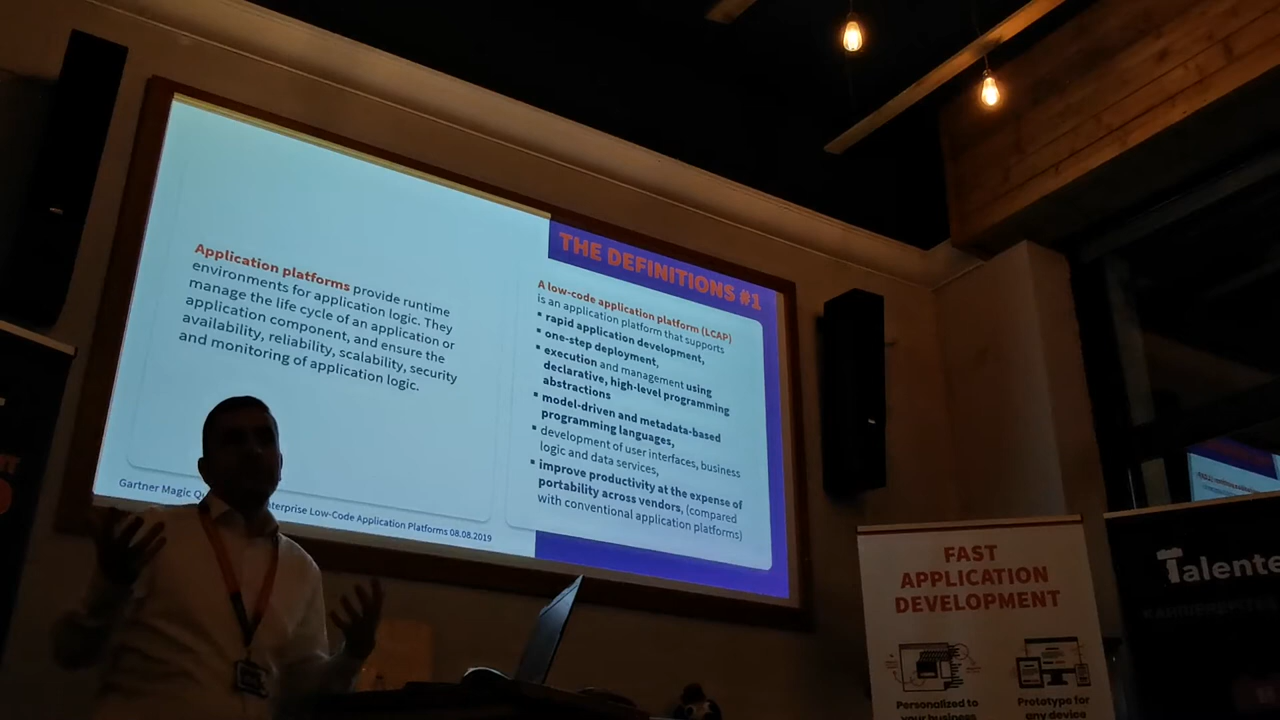 Application platforms provide runtime
environments for application logic. They
manage the life cycle of an application or
application component, and ensure the
availability, reliability, scalability, security
and monitoring of application logic.
Gartner Magic
Enterprise Low-Code Application Platforms 08.08.2019
THE DEFINITIONS #1
A low-code application platform (LCAP)
is an application platform that supports
▪ rapid application development,
▪ one-step deployment,
▪ execution and management using
declarative, high-level programming
abstractions
▪ model-driven and metadata-based
programming languages,
▪ development of user interfaces, business
logic and data services,
▪ improve productivity at the expense of
portability across vendors, (compared
with conventional application platforms)
FAST
APPLICATION
DEVELOPMENT
Personalized to
your business
Prototype for
any device
Talente